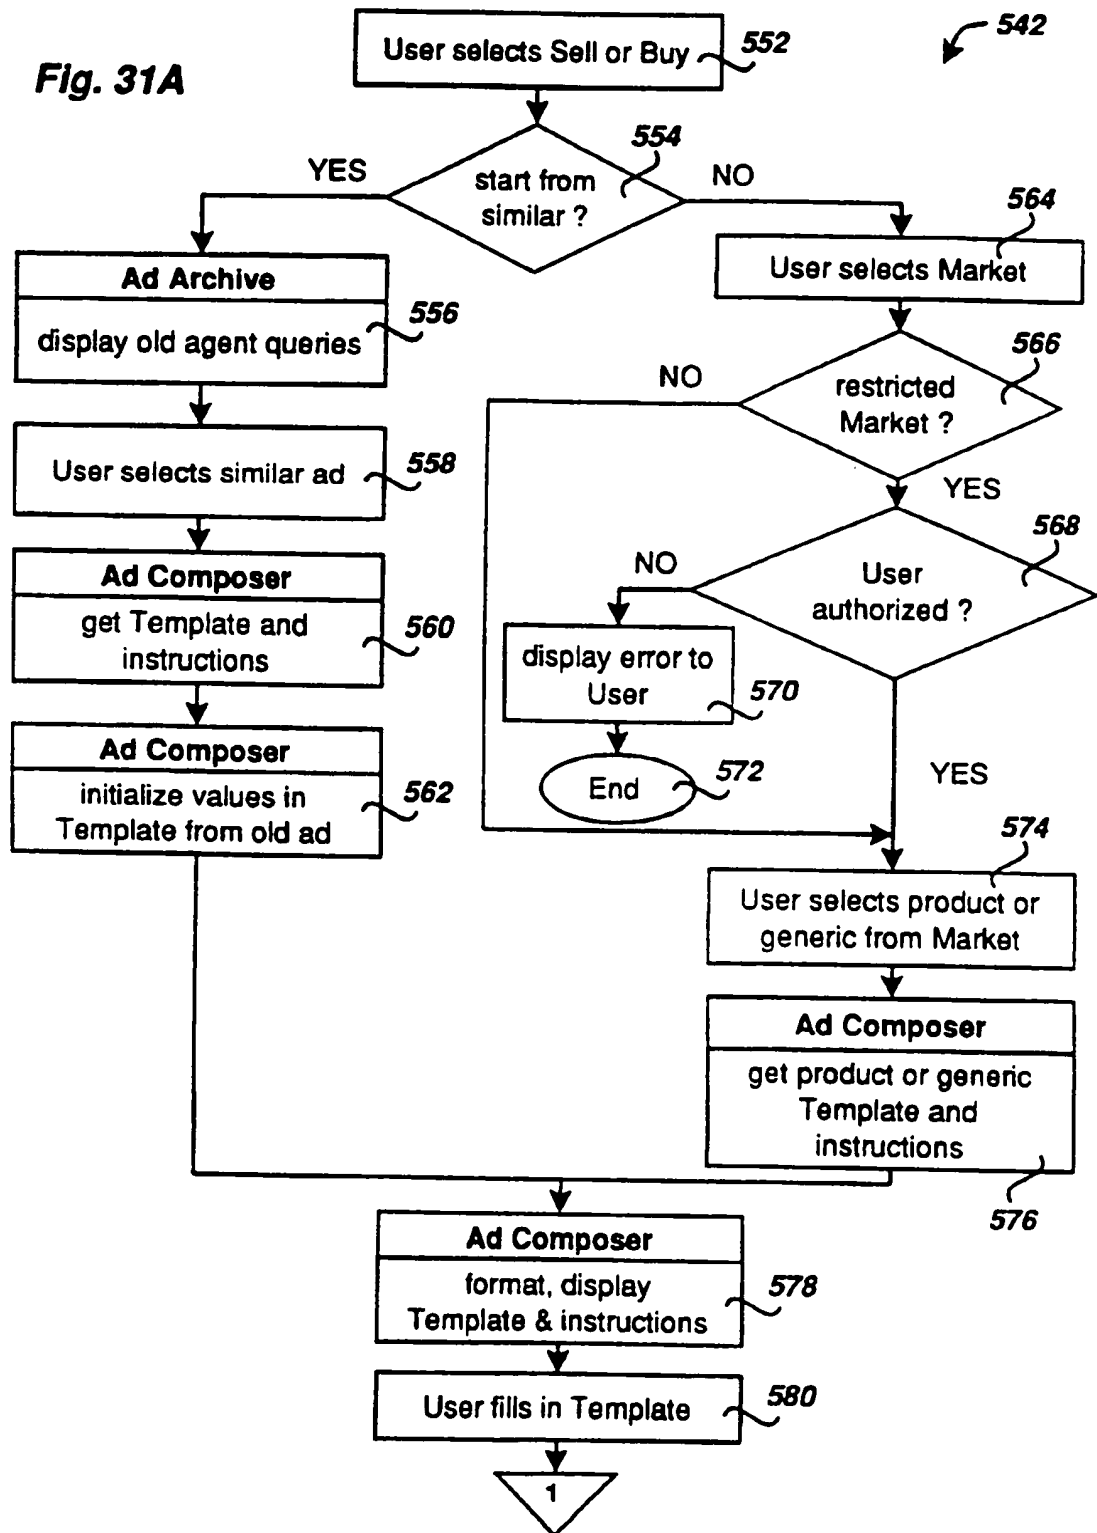 Fig. 31A
542
User selects Sell or Buy
552
554
YES
start from
similar ?
NO
Ad Archive
display old agent queries
556
564
User selects Market
User selects similar ad
558
566
NO
restricted
Market ?
YES
Ad Composer
get Template and
instructions
560
568
NO
User
authorized ?
display error to
User
570
End
572
YES
Ad Composer
initialize values in
Template from old ad
562
574
User selects product or
generic from Market
Ad Composer
get product or generic
Template and
instructions
576
Ad Composer
format, display
Template & instructions
578
User fills in Template
580
1